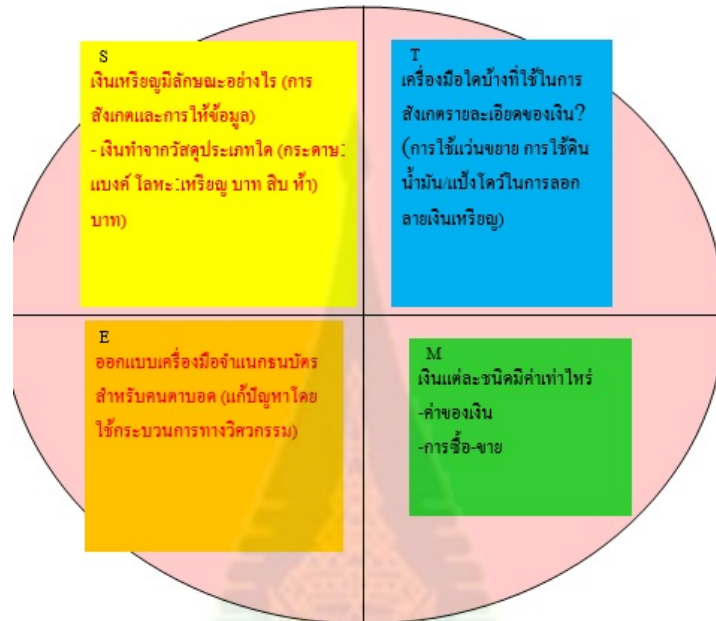 S
เงินเหรียญมีลักษณะอย่างไร (การ
สังเกตและการให้ข้อมูล)
- เงินทำจากวัสดุประเภทใด (กระดาษ:
แบงค์ โลหะ:เหรียญ บาท สิบ ห้า)
บาท)
T
เครื่องมือใดบ้างที่ใช้ในการ
สังเกตรายละเอียดของเงิน?
(การใช้แว่นขยาย การใช้ดิน
น้ำมัน/แป้งโดว์ในการลอก
ลายเงินเหรียญ)
E
ออกแบบเครื่องมือจำแนกธนบัตร
สำหรับคนตาบอด (แก้ปัญหาโดย
ใช้กระบวนการทางวิศวกรรม)
M
เงินแต่ละชนิดมีค่าเท่าไหร่
-ค่าของเงิน
-การซื้อ-ขาย